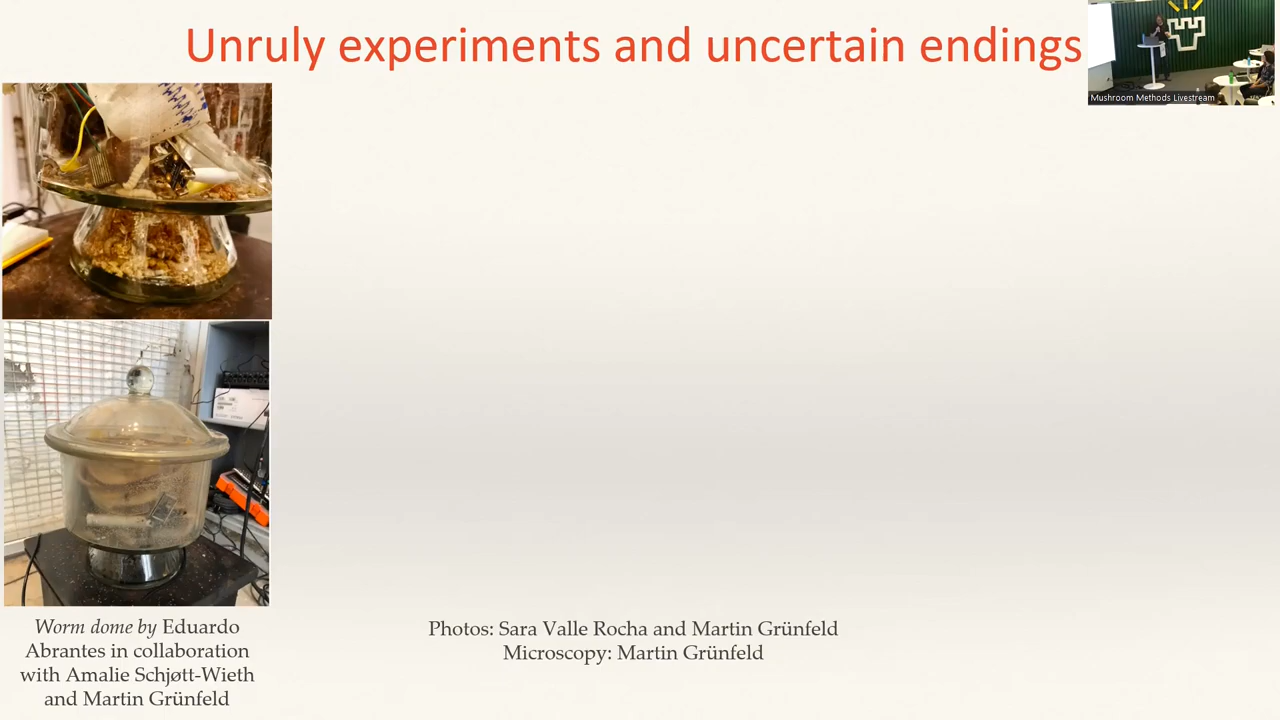 Unruly experiments and uncertain endings
Mushroom Methods Livestream
Worm dome by Eduardo
Abrantes in collaboration
with Amalie Schjøtt-Wieth
and Martin Grünfeld
Photos: Sara Valle Rocha and Martin Grünfeld
Microscopy: Martin Grünfeld